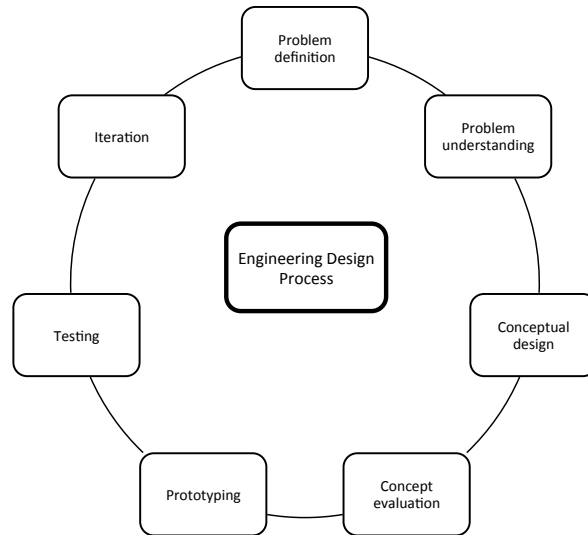 Problem
definition
Problem
understanding
Conceptual
design
Concept
evaluation
Prototyping
Testing
Iteration
Engineering Design
Process